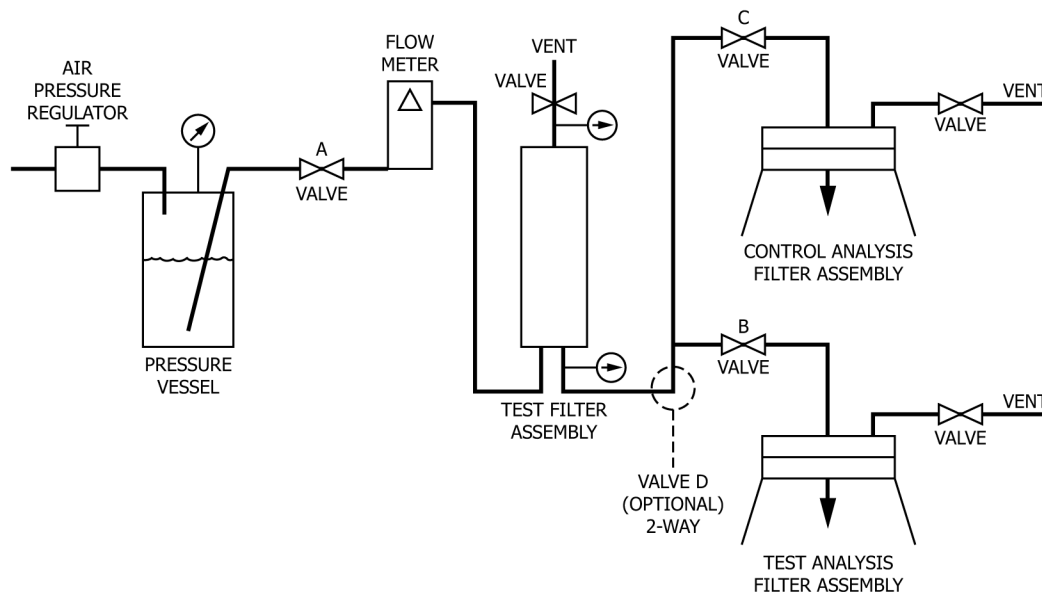 AIR
PRESSURE
REGULATOR
PRESSURE
VESSEL
A
VALVE
FLOW
METER
VENT
VALVE
TEST FILTER
ASSEMBLY
VALVE D
(OPTIONAL)
2-WAY
C
VALVE
VENT
VALVE
CONTROL ANALYSIS
FILTER ASSEMBLY
B
VALVE
VENT
VALVE
TEST ANALYSIS
FILTER ASSEMBLY